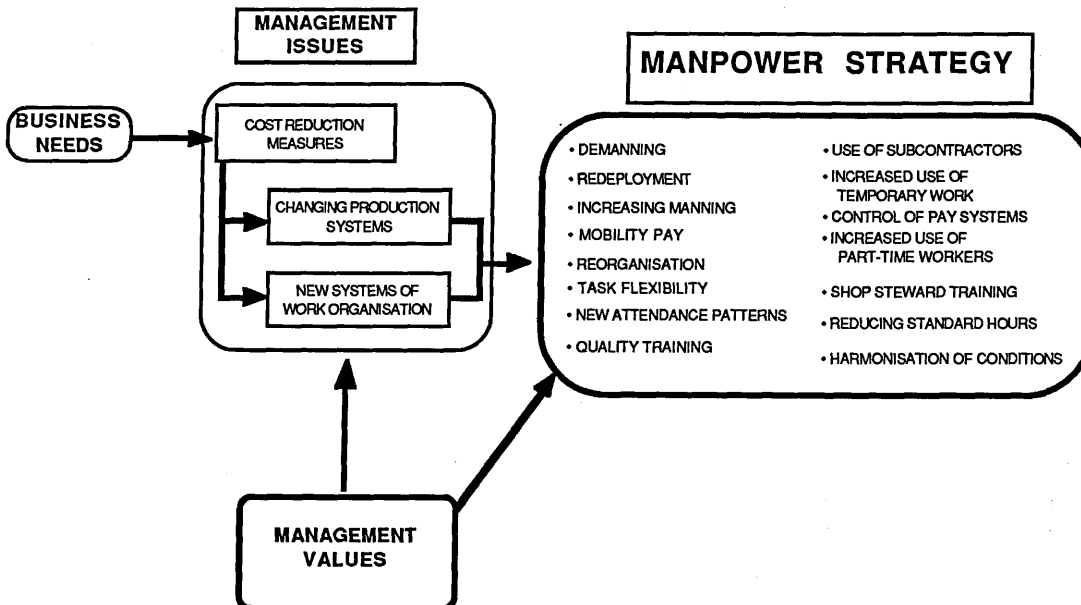 MANAGEMENT
ISSUES
MANPOWER STRATEGY
BUSINESS
NEEDS
COST REDUCTION
MEASURES
CHANGING PRODUCTION
SYSTEMS
NEW SYSTEMS OF
WORK ORGANISATION
• DEMANNING
• REDEPLOYMENT
• INCREASING MANNING
• MOBILITY PAY
• REORGANISATION
• TASK FLEXIBILITY
• NEW ATTENDANCE PATTERNS
• QUALITY TRAINING
• USE OF SUBCONTRACTORS
• INCREASED USE OF
TEMPORARY WORK
• CONTROL OF PAY SYSTEMS
• INCREASED USE OF
PART-TIME WORKERS
• SHOP STEWARD TRAINING
• REDUCING STANDARD HOURS
• HARMONISATION OF CONDITIONS
MANAGEMENT
VALUES